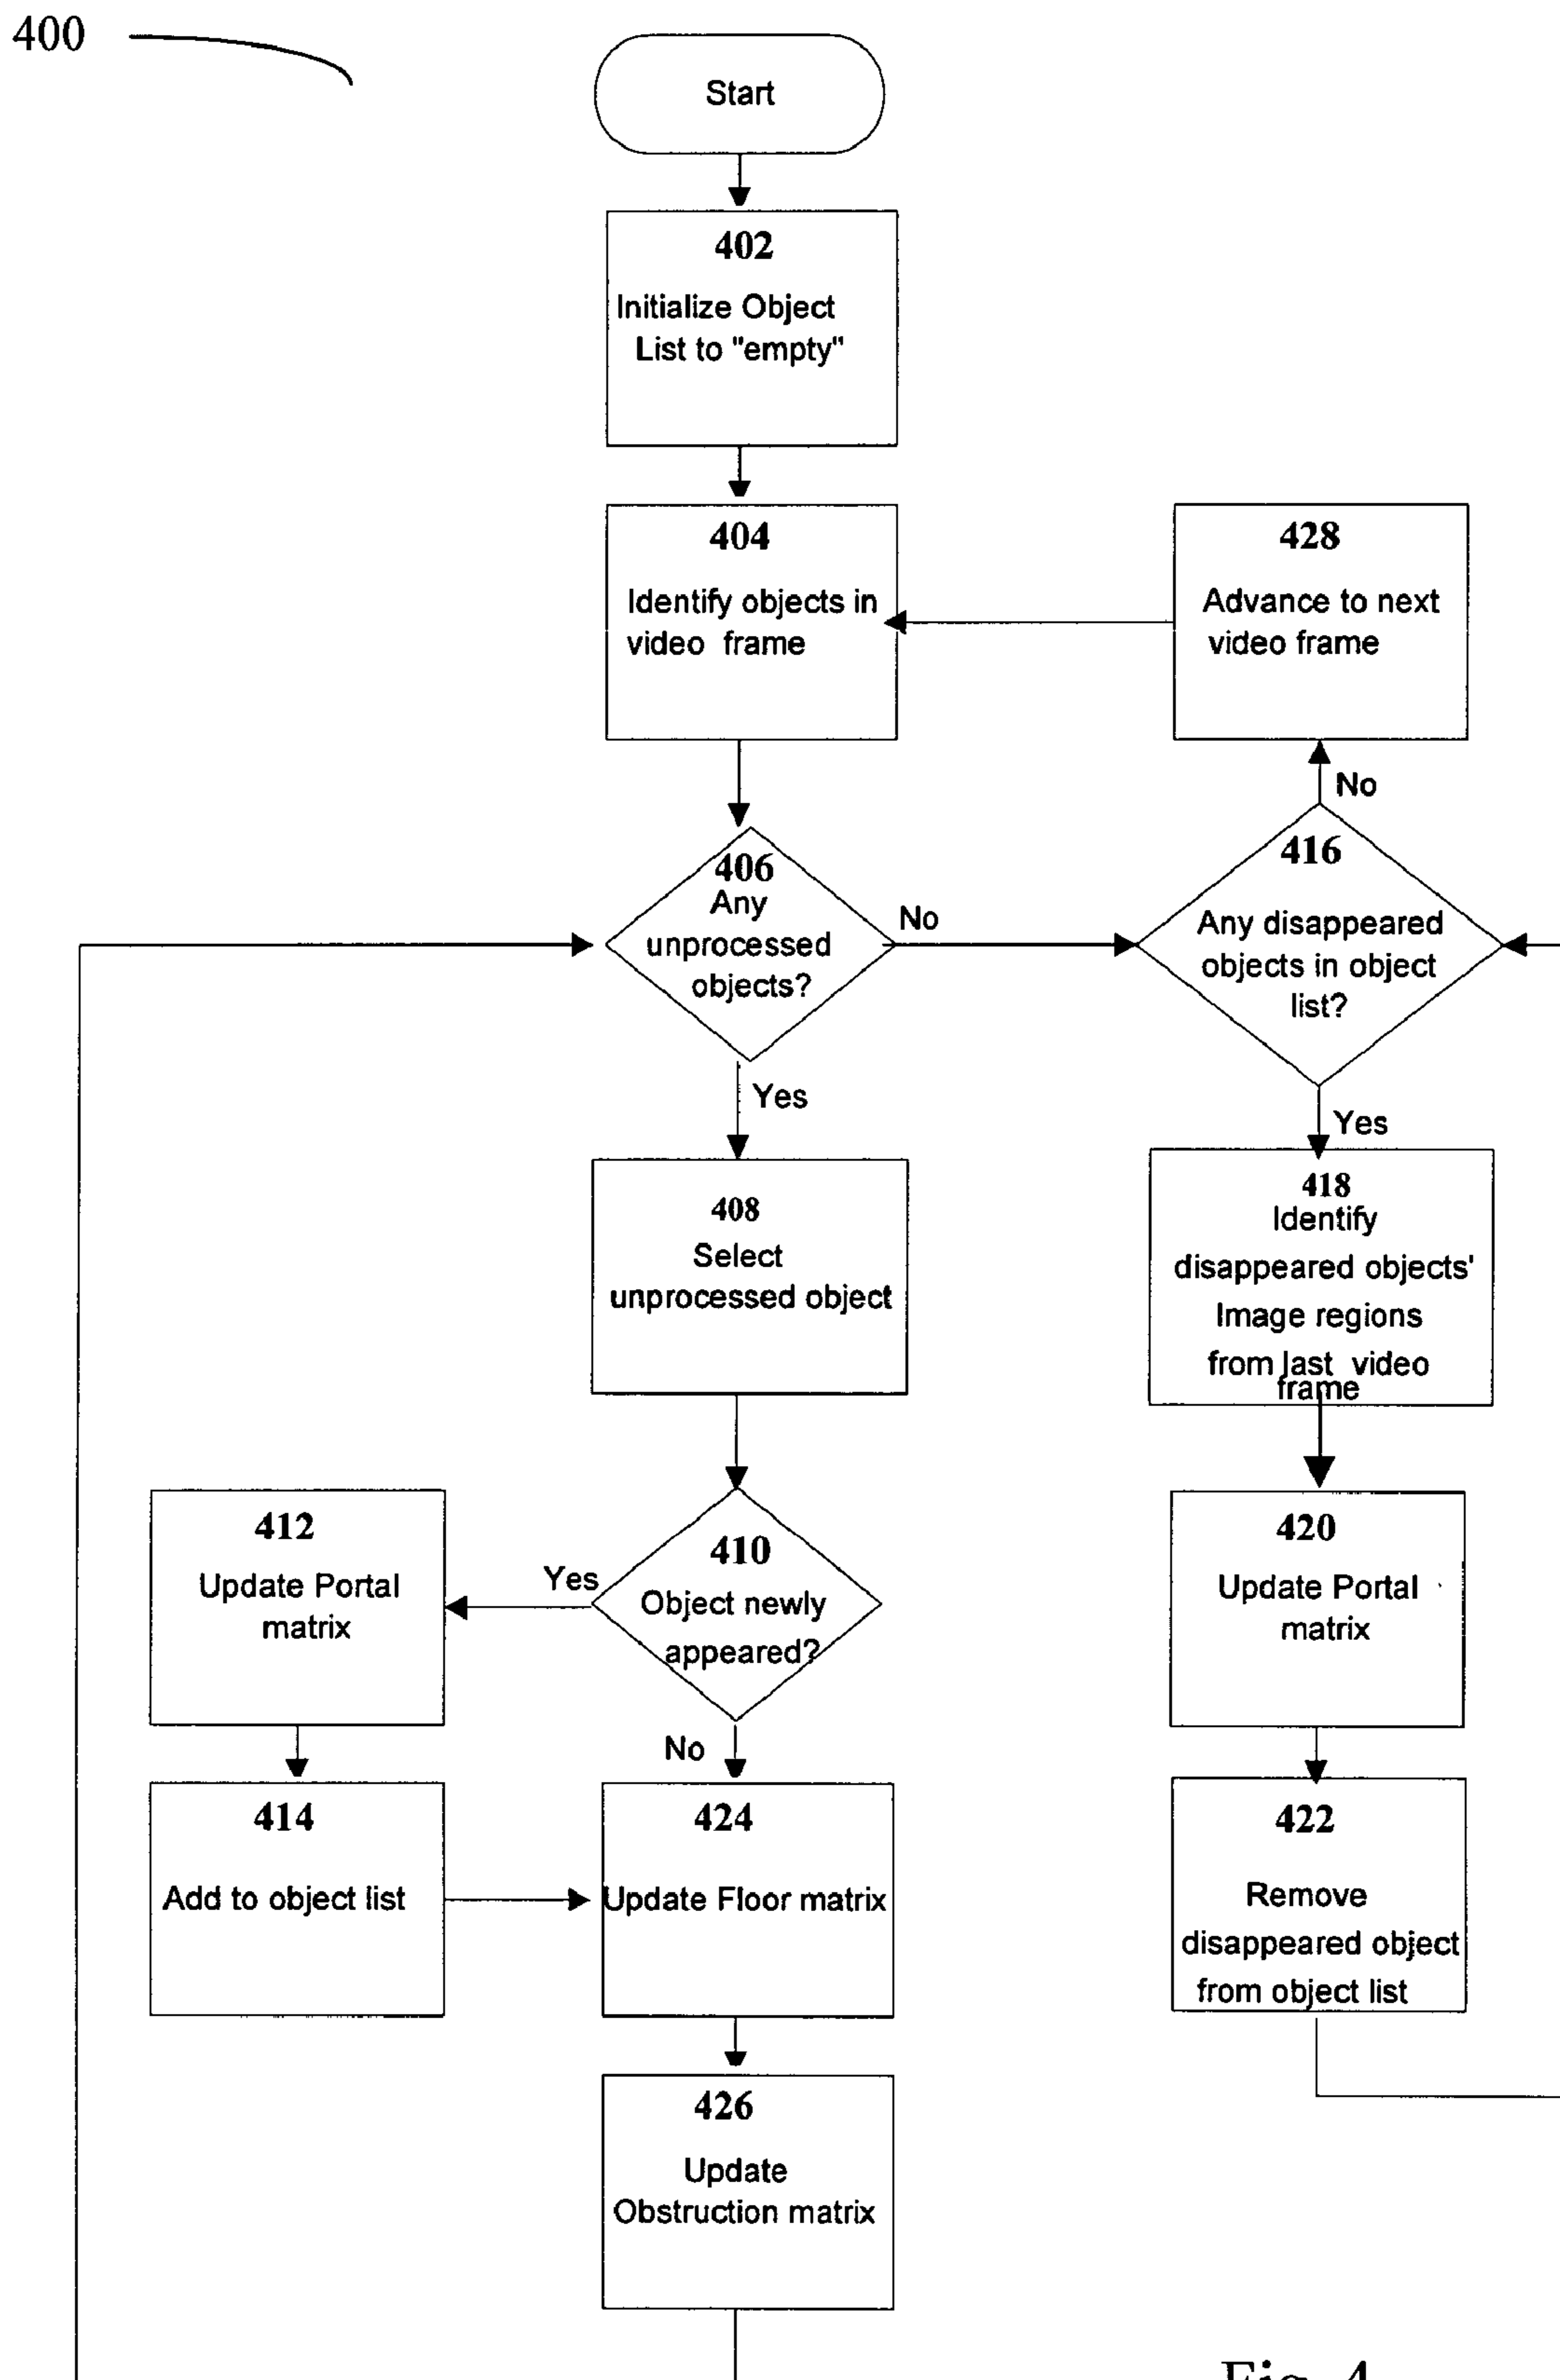 400
Start
402
Initialize Object
List to "empty"
404
Identify objects in
video frame
428
Advance to next
video frame
No
406
Any
unprocessed
objects?
No
416
Any disappeared
objects in object
list?
Yes
Yes
408
Select
unprocessed object
418
Identify
disappeared objects'
Image regions
from last video
frame
412
Update Portal
matrix
Yes
410
Object newly
appeared?
420
Update Portal
matrix
No
414
Add to object list
424
Update Floor matrix
422
Remove
disappeared object
from object list
426
Update
Obstruction matrix
Fig. 4